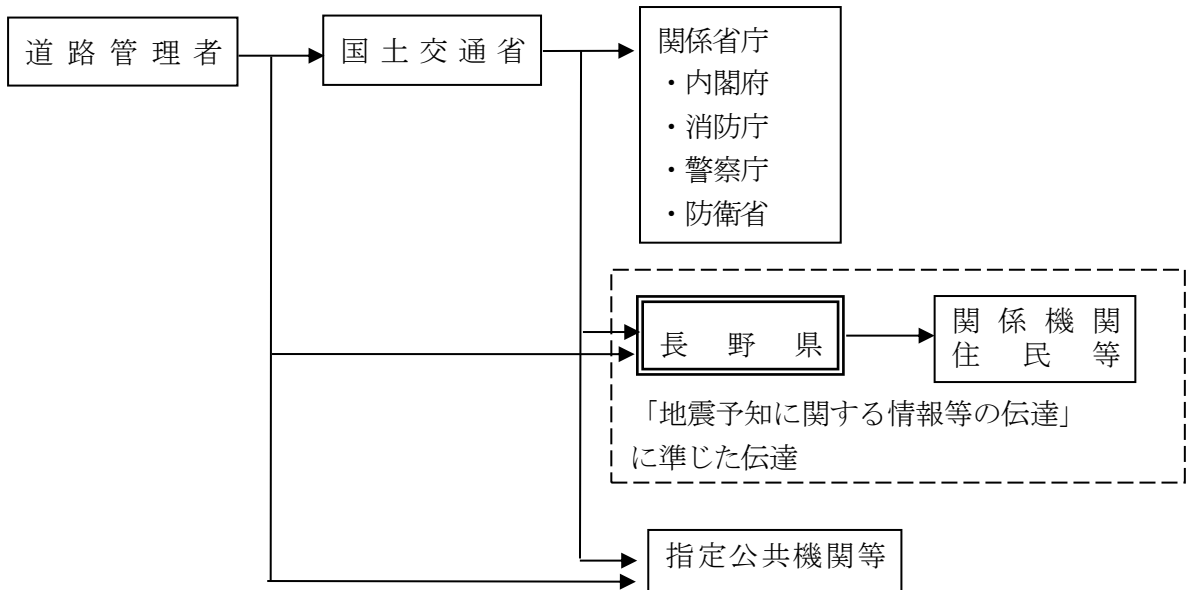 道路管理者
国土交通省
関係省庁
・内閣府
・消防庁
・警察庁
・防衛省
長野県
関係機関
住民等
「地震予知に関する情報等の伝達」
に準じた伝達
指定公共機関等